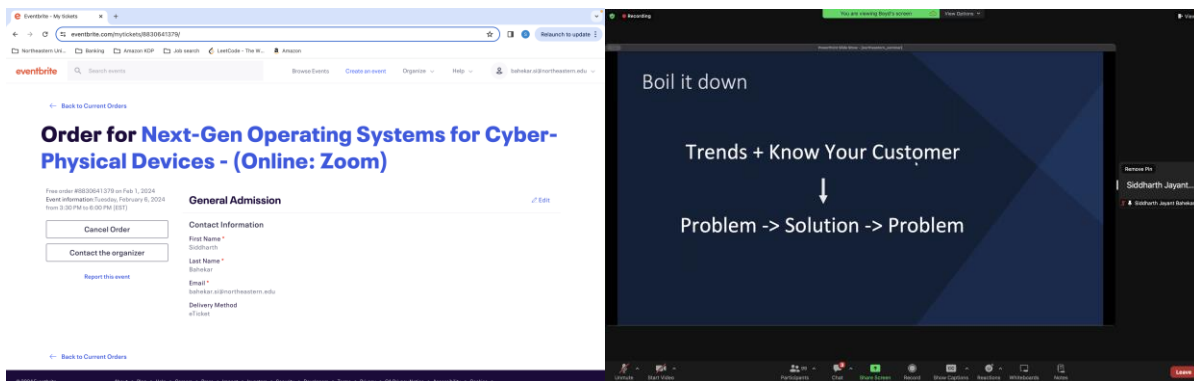 Eventbrite - My tickets
eventbrite.com/mytickets/8830641379/
Relaunch to update
Northeastern Uni...
Banking
Amazon KDP
Job search
LeetCode - The W...
Amazon
eventbrite
Search events
Browse Events
Create an event
Organize
Help
bahekar.si@northeastern.edu
Back to Current Orders
Order for Next-Gen Operating Systems for Cyber-
Physical Devices - (Online: Zoom)
Free order #8830641379 on Feb 1, 2024
Event information:Tuesday, February 6, 2024
from 3:30 PM to 6:00 PM (EST)
Cancel Order
Contact the organizer
Report this event
General Admission
Edit
Contact Information
First Name *
Siddharth
Last Name *
Bahekar
Email *
bahekar.si@northeastern.edu
Delivery Method
eTicket
Back to Current Orders
Recording
You are viewing Boyd's screen
View Options
View
Boil it down
Trends + Know Your Customer
Problem -> Solution -> Problem
Remove Pin
Siddharth Jayant...
Siddharth Jayant Bahekar
Unmute
Start Video
Participants
Chat
Share Screen
Record
Show Captions
Reactions
Whiteboards
Notes
Leave